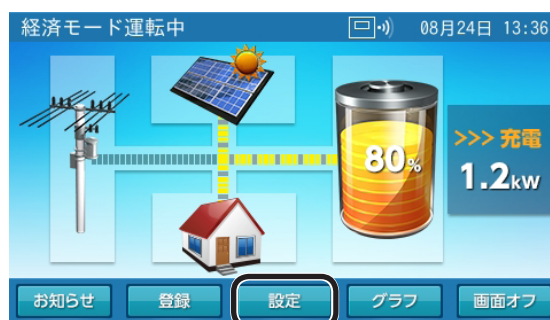 経済モード運転中 08月24日 13:36
80%
>>> 充電
1.2kW
お知らせ 登録 設定 グラフ 画面オフ